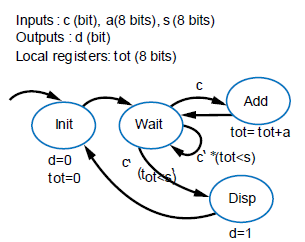 Inputs : c (bit), a(8 bits), s (8 bits)
Outputs : d (bit)
Local registers: tot (8 bits)
c
Add
Init
Wait
tot= tot+a
c' *(tot<s)
d=0
tot=0
c' (tot<s)'
Disp
d=1